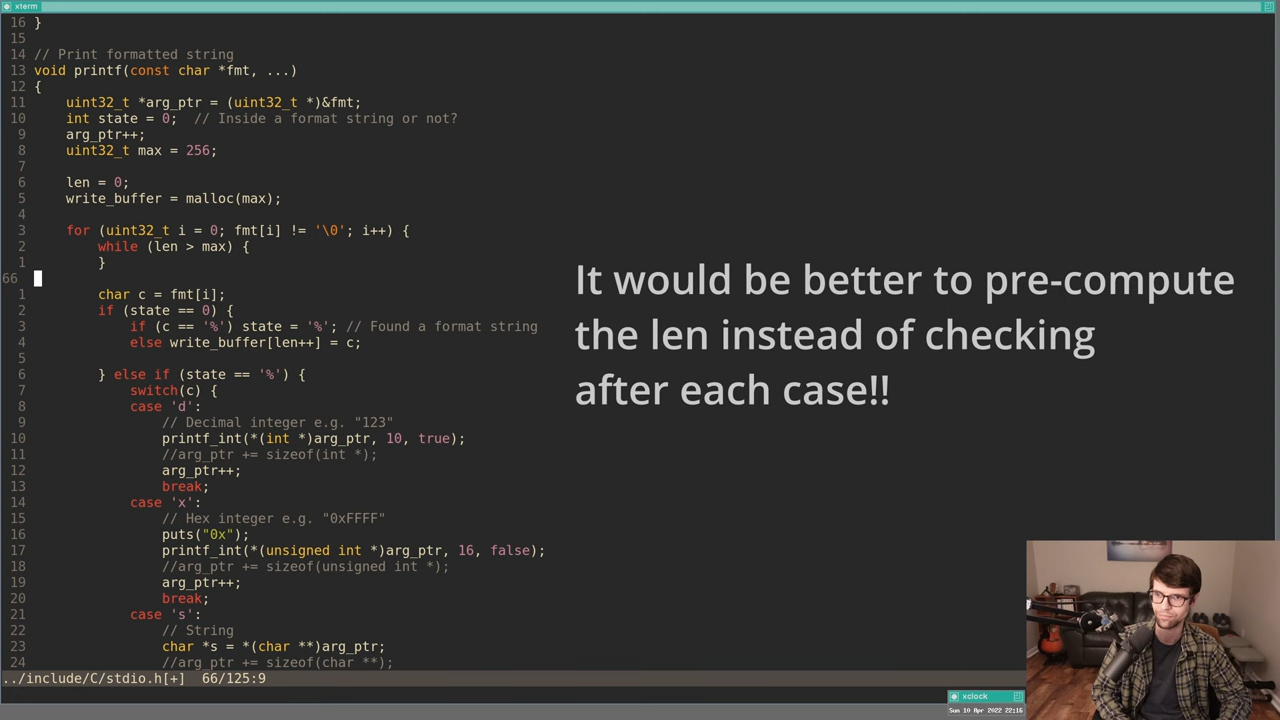 xterm
16 }
15
14 // Print formatted string
13 void printf(const char *fmt, ...)
12 {
11     uint32_t *arg_ptr = (uint32_t *)&fmt;
10     int state = 0;  // Inside a format string or not?
9     arg_ptr++;
8     uint32_t max = 256;
7
6     len = 0;
5     write_buffer = malloc(max);
4
3     for (uint32_t i = 0; fmt[i] != '\0'; i++) {
2         while (len > max) {
1         }
66
1         char c = fmt[i];
2         if (state == 0) {
3             if (c == '%') state = '%'; // Found a format string
4             else write_buffer[len++] = c;
5
6         } else if (state == '%') {
7             switch(c) {
8             case 'd':
9                 // Decimal integer e.g. "123"
10                 printf_int(*(int *)arg_ptr, 10, true);
11                 //arg_ptr += sizeof(int *);
12                 arg_ptr++;
13                 break;
14             case 'x':
15                 // Hex integer e.g. "0xFFFF"
16                 puts("0x");
17                 printf_int(*(unsigned int *)arg_ptr, 16, false);
18                 //arg_ptr += sizeof(unsigned int *);
19                 arg_ptr++;
20                 break;
21             case 's':
22                 // String
23                 char *s = *(char **)arg_ptr;
24                 //arg_ptr += sizeof(char **);
../include/C/stdio.h[+]  66/125:9
It would be better to pre-compute
the len instead of checking
after each case!!
xclock
Sun 10 Apr 2022 22:16